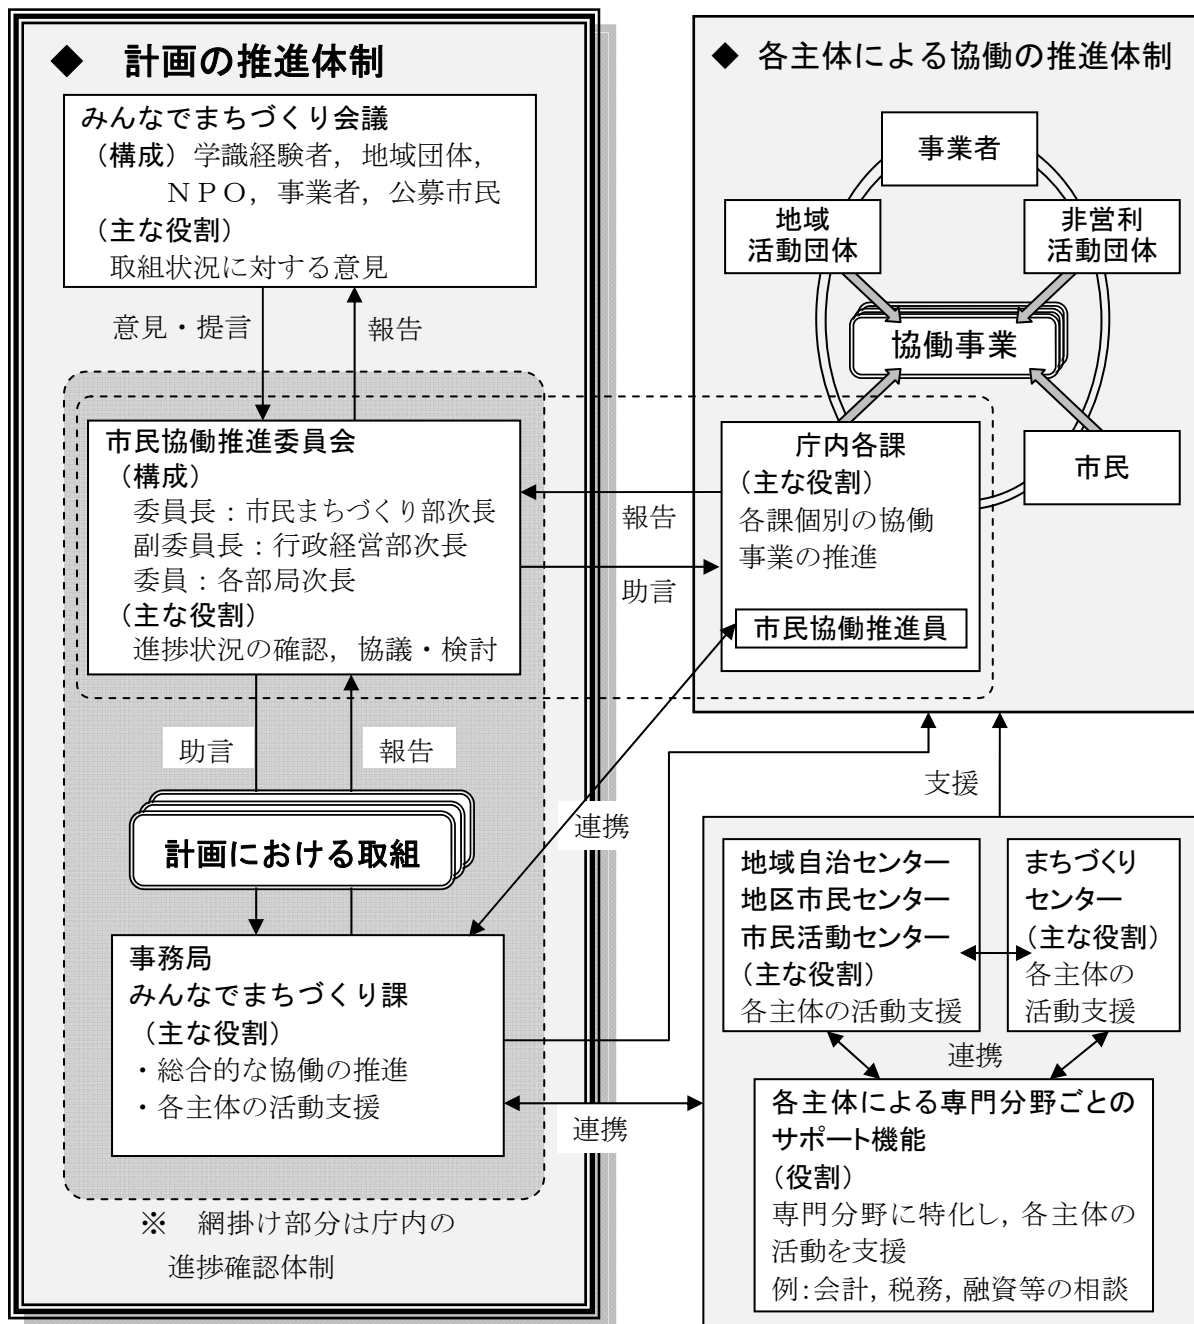 ◆ 計画の推進体制
みんなでまちづくり会議
（構成）学識経験者，地域団体，
ＮＰＯ，事業者，公募市民
（主な役割）
取組状況に対する意見
意見・提言
報告
市民協働推進委員会
（構成）
委員長：市民まちづくり部次長
副委員長：行政経営部次長
委員：各部局次長
（主な役割）
進捗状況の確認，協議・検討
助言
報告
計画における取組
事務局
みんなでまちづくり課
（主な役割）
・総合的な協働の推進
・各主体の活動支援
※ 網掛け部分は庁内の
進捗確認体制
報告
助言
連携
連携
◆ 各主体による協働の推進体制
事業者
地域
活動団体
非営利
活動団体
協働事業
市民
庁内各課
（主な役割）
各課個別の協働
事業の推進
市民協働推進員
支援
地域自治センター
地区市民センター
市民活動センター
（主な役割）
各主体の活動支援
まちづくり
センター
（主な役割）
各主体の
活動支援
連携
各主体による専門分野ごとの
サポート機能
（役割）
専門分野に特化し，各主体の
活動を支援
例：会計，税務，融資等の相談